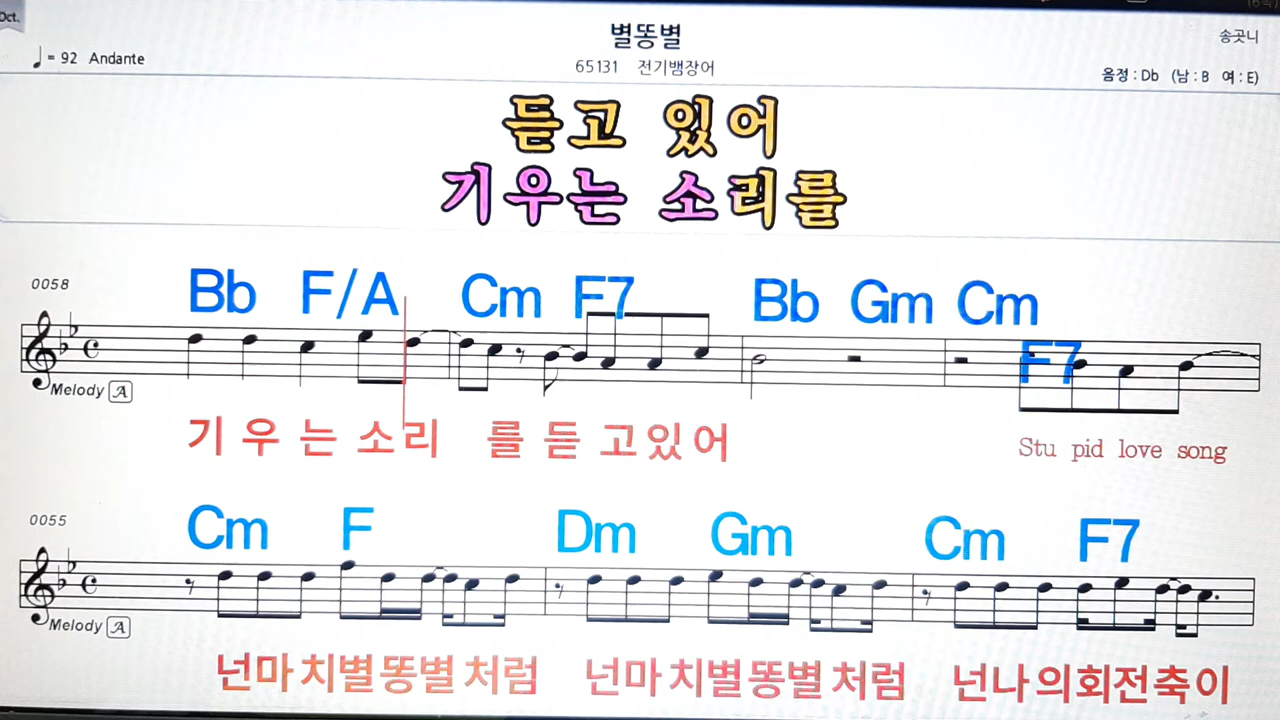 Oct.
별똥별
송곳니
♩= 92 Andante
65131 전기뱀장어
음정 : Db (남 : B 여 : E)
듣고 있어
기우는 소리를
0058
Bb F/A Cm F7 Bb Gm Cm F7
Melody A
기 우 는 소 리 를 듣 고 있 어 Stu pid love song
0055
Cm F Dm Gm Cm F7
Melody A
넌마 치별똥별 처럼 넌마 치별똥별 처럼 넌나의회전축이